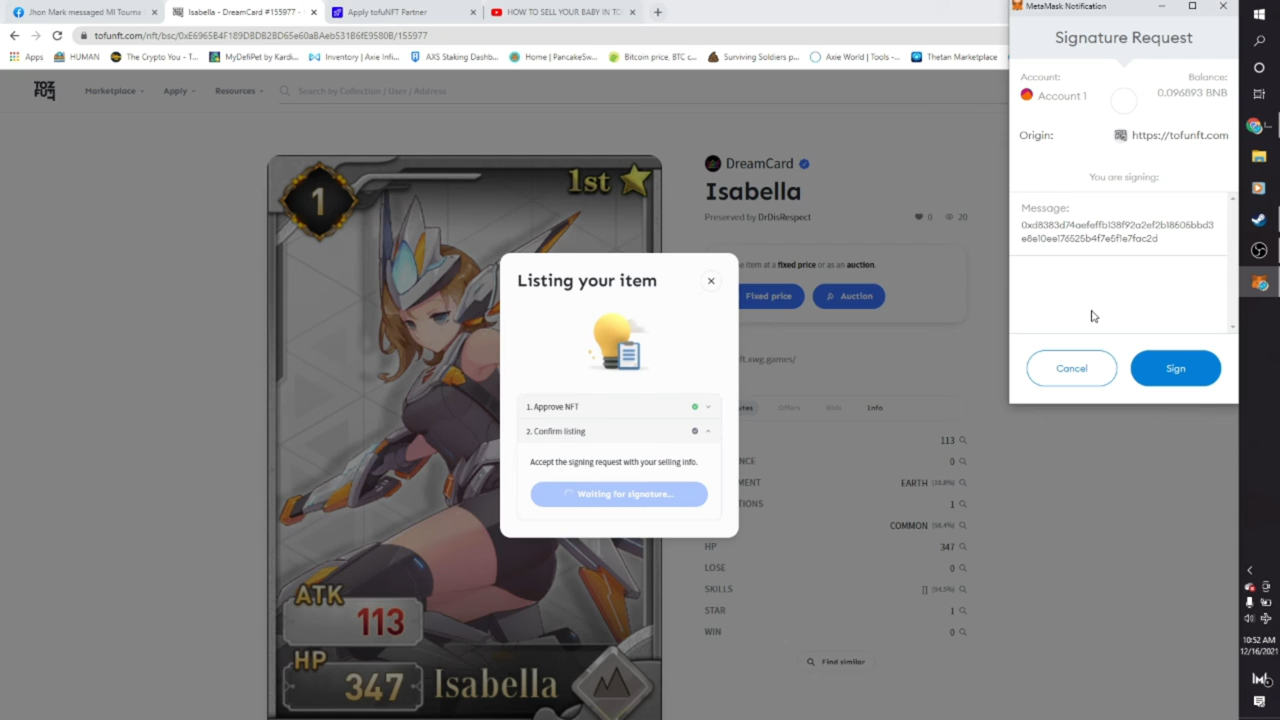 Jhon Mark messaged MI Tourna
Isabella - DreamCard #155977 -
Apply tofuNFT Partner
HOW TO SELL YOUR BABY IN TO
MetaMask Notification
tofunft.com/nft/bsc/
Apps
HUMAN
The Crypto You - T...
MyDefiPet by Kardi...
Inventory | Axie Infi...
AXS Staking Dashb...
Home | PancakeSw...
Bitcoin price, BTC c...
Surviving Soldiers p...
Axie World | Tools -...
Thetan Marketplace
Marketplace
Apply
Resources
Search by Collection / User / Address
Signature Request
Account:
Balance:
Account 1
0.096893 BNB
Origin:
https://tofunft.com
You are signing:
Message:
Cancel
Sign
1
1st
DreamCard
Isabella
Preserved by DrDisRespect
0
20
e item at a fixed price or as an auction.
Fixed price
Auction
ft.xwg.games/
Listing your item
1. Approve NFT
2. Confirm listing
Accept the signing request with your selling info.
Waiting for signature...
utes
Offers
Bids
Info
113
NCE
0
MENT
EARTH
TIONS
1
COMMON
HP
347
LOSE
0
SKILLS
[]
STAR
1
WIN
0
Find similar
ATK
113
HP
347
Isabella
10:52 AM
12/16/2021